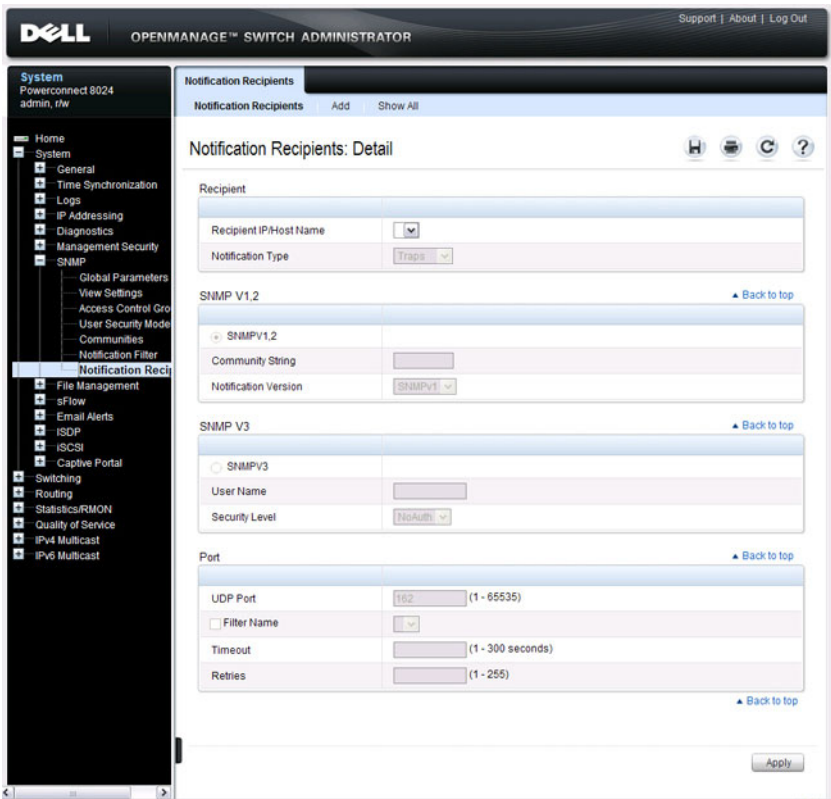 DELL
OPENMANAGE™ SWITCH ADMINISTRATOR
Support | About | Log Out
System
Powerconnect 8024
admin, r/w
Home
System
General
Time Synchronization
Logs
IP Addressing
Diagnostics
Management Security
SNMP
Global Parameters
View Settings
Access Control Gro
User Security Mode
Communities
Notification Filter
Notification Recip
File Management
sFlow
Email Alerts
ISDP
iSCSI
Captive Portal
Switching
Routing
Statistics/RMON
Quality of Service
IPv4 Multicast
IPv6 Multicast
Notification Recipients
Notification Recipients Add Show All
Notification Recipients: Detail
Recipient
Recipient IP/Host Name
Notification Type Traps
SNMP V1,2 Back to top
SNMPV1,2
Community String
Notification Version SNMPv1
SNMP V3 Back to top
SNMPV3
User Name
Security Level NoAuth
Port Back to top
UDP Port 162 (1 - 65535)
Filter Name
Timeout (1 - 300 seconds)
Retries (1 - 255)
Back to top
Apply